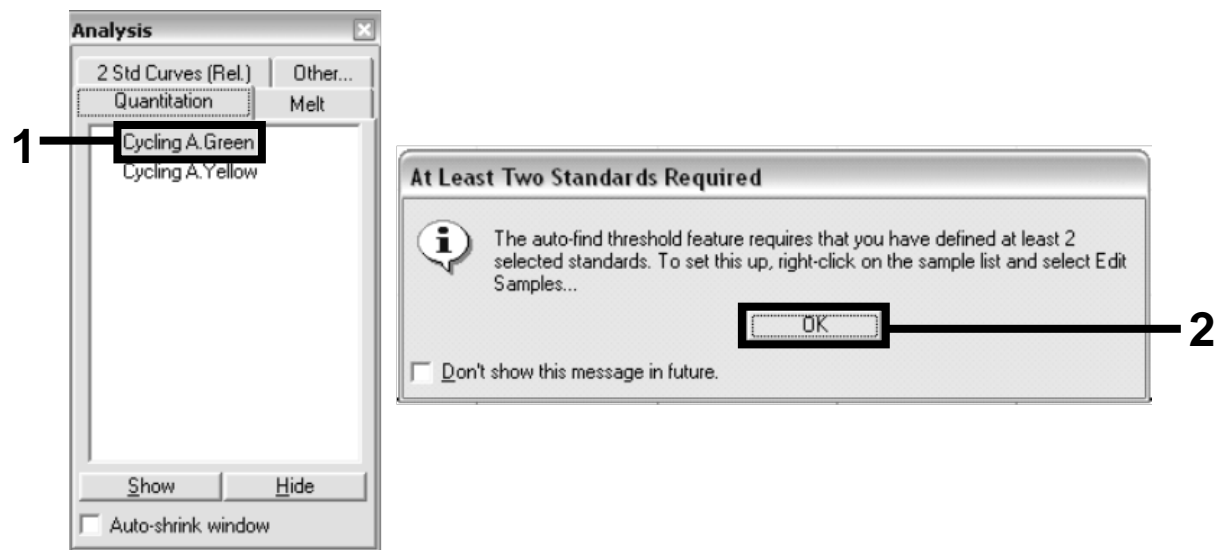 Analysis
2 Std Curves (Rel.) Other...
Quantitation Melt
1
Cycling A.Green
Cycling A.Yellow
Show Hide
Auto-shrink window
At Least Two Standards Required
The auto-find threshold feature requires that you have defined at least 2
selected standards. To set this up, right-click on the sample list and select Edit
Samples...
OK
2
Don't show this message in future.